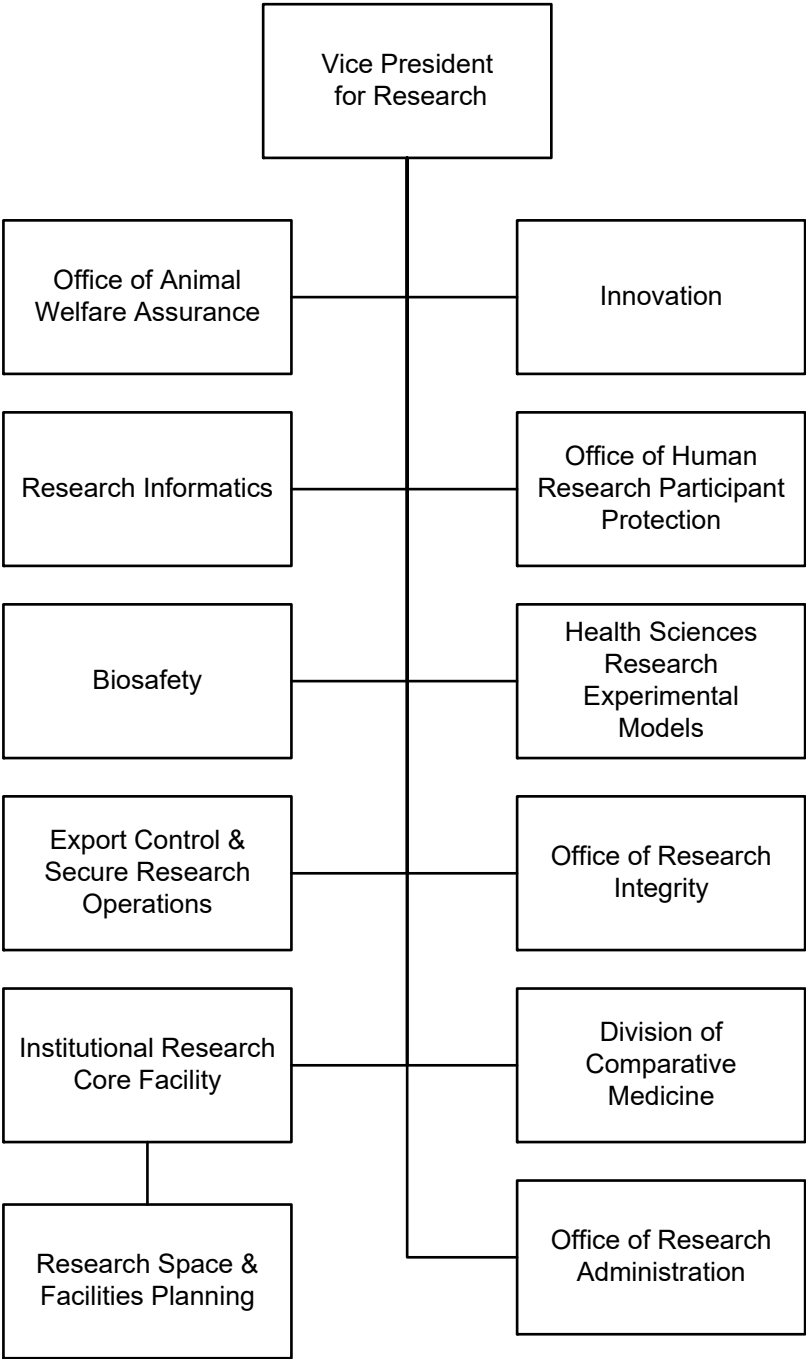 Vice President
for Research
Office of Animal
Welfare Assurance
Innovation
Research Informatics
Office of Human
Research Participant
Protection
Biosafety
Health Sciences
Research
Experimental
Models
Export Control &
Secure Research
Operations
Office of Research
Integrity
Institutional Research
Core Facility
Division of
Comparative
Medicine
Research Space &
Facilities Planning
Office of Research
Administration